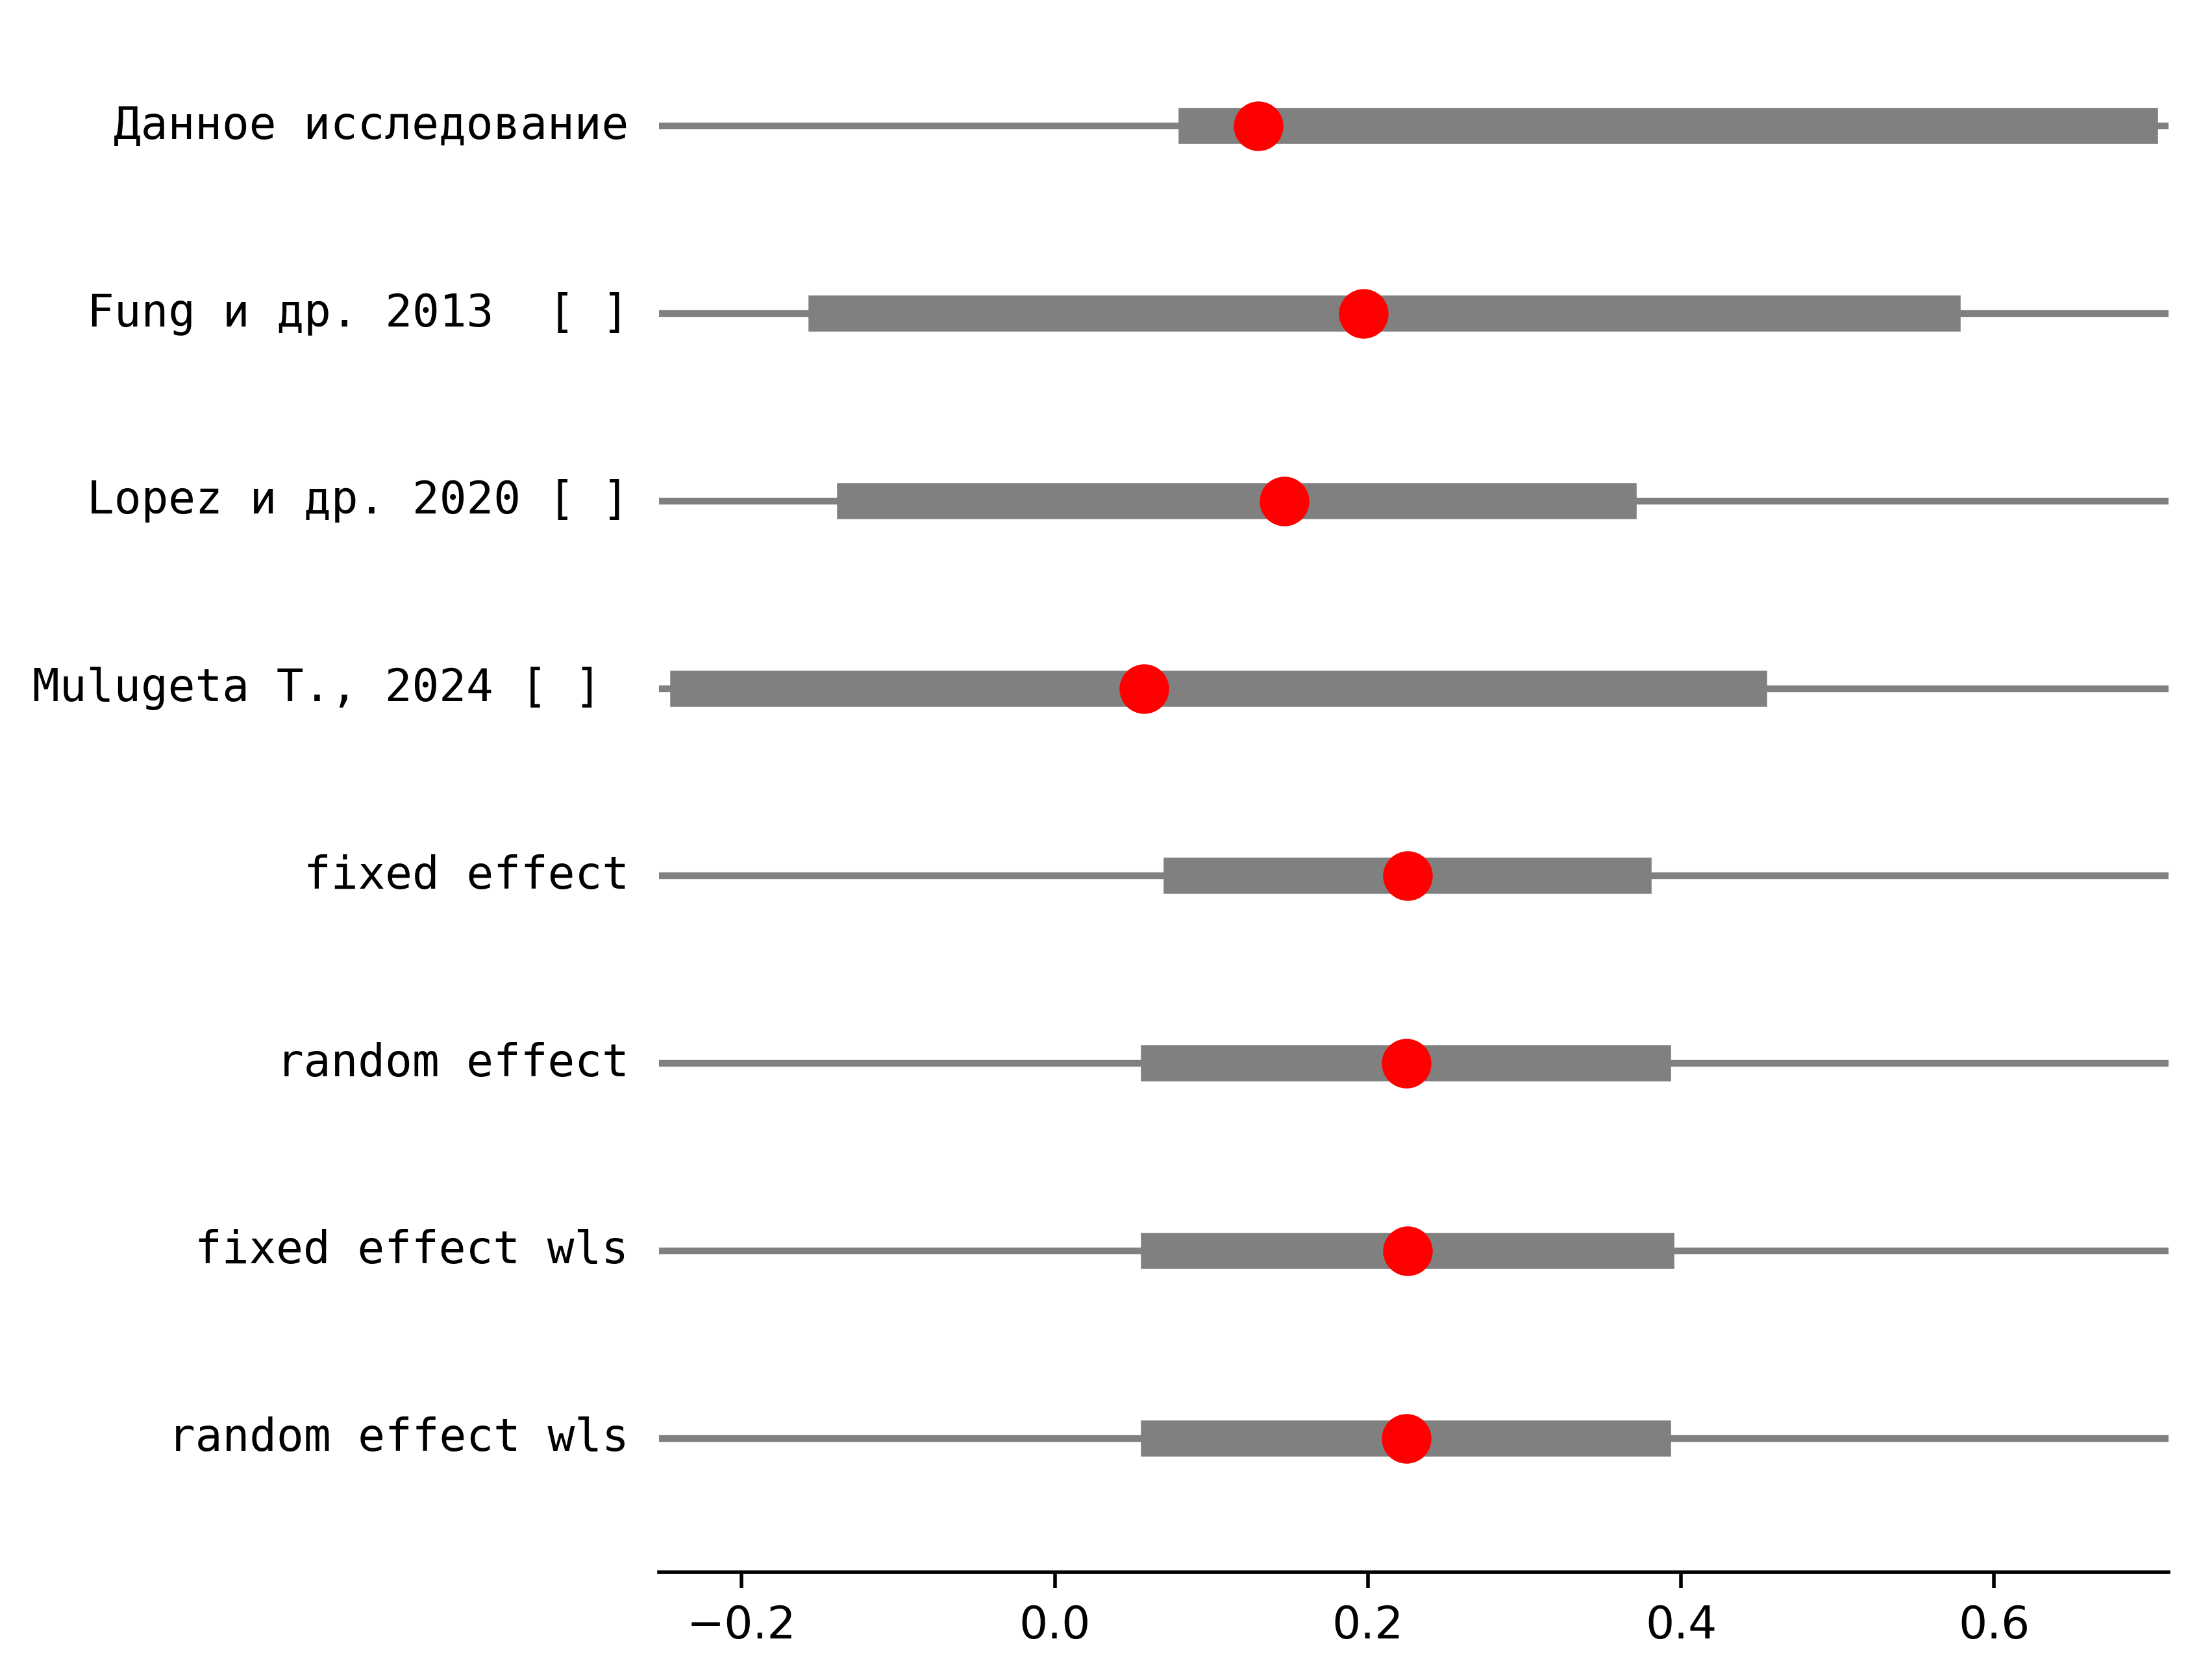 Данное исследование
Fung и др. 2013  [ ]
Lopez и др. 2020 [ ]
Mulugeta T., 2024 [ ]
fixed effect
random effect
fixed effect wls
random effect wls
−0.2 0.0 0.2 0.4 0.6